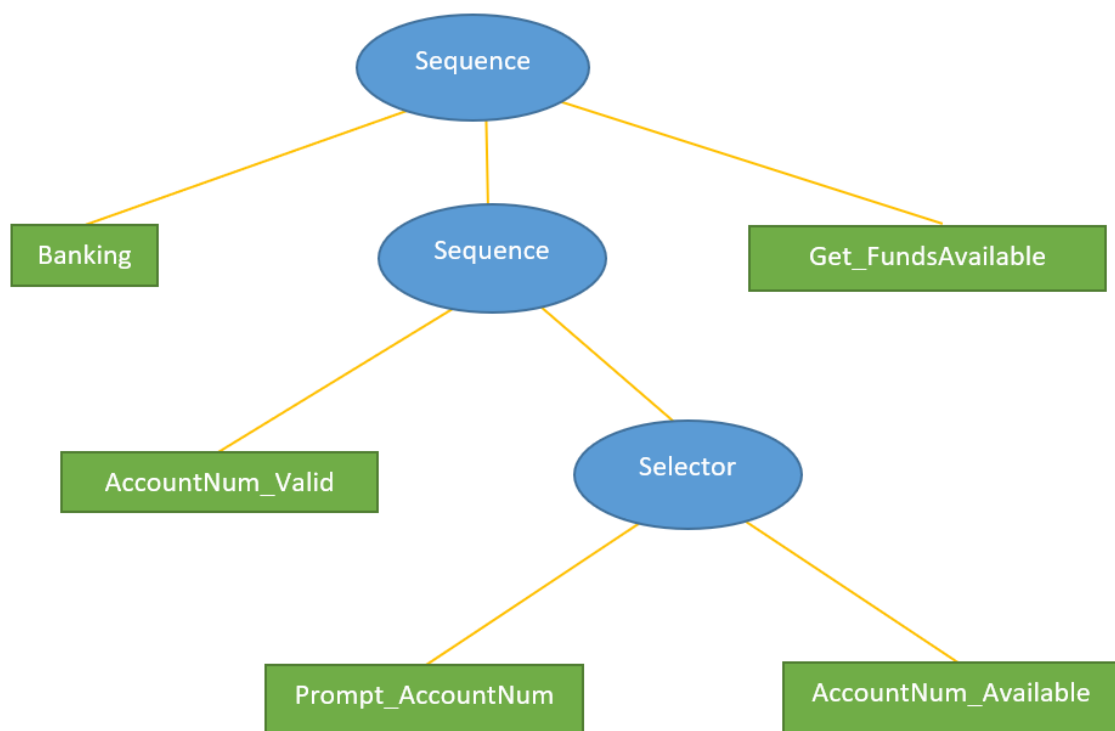 Sequence
Banking
Sequence
Get_FundsAvailable
AccountNum_Valid
Selector
Prompt_AccountNum
AccountNum_Available